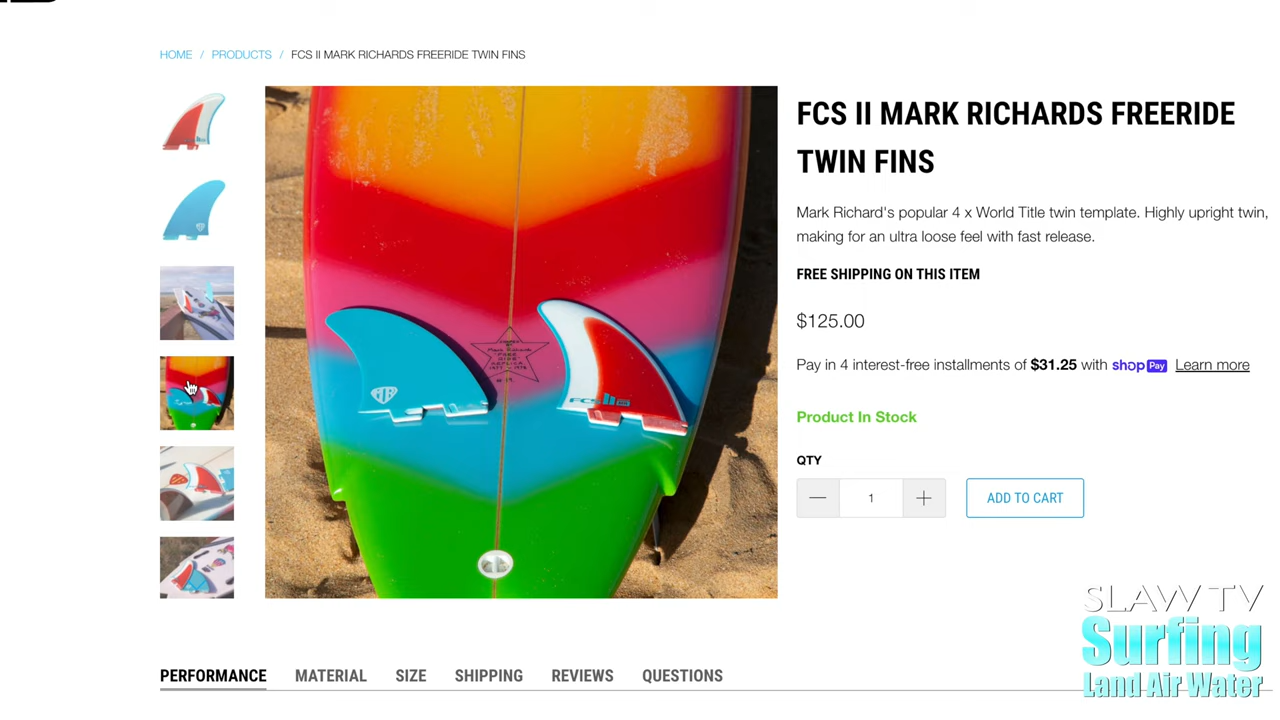 HOME / PRODUCTS / FCS II MARK RICHARDS FREERIDE TWIN FINS
FCS II MARK RICHARDS FREERIDE
TWIN FINS
Mark Richard's popular 4 x World Title twin template. Highly upright twin,
making for an ultra loose feel with fast release.
FREE SHIPPING ON THIS ITEM
$125.00
Pay in 4 interest-free installments of $31.25 with shop Pay Learn more
Product In Stock
QTY
1
ADD TO CART
FCS II
PERFORMANCE MATERIAL SIZE SHIPPING REVIEWS QUESTIONS
SLAW TV
Surfing
Land Air Water